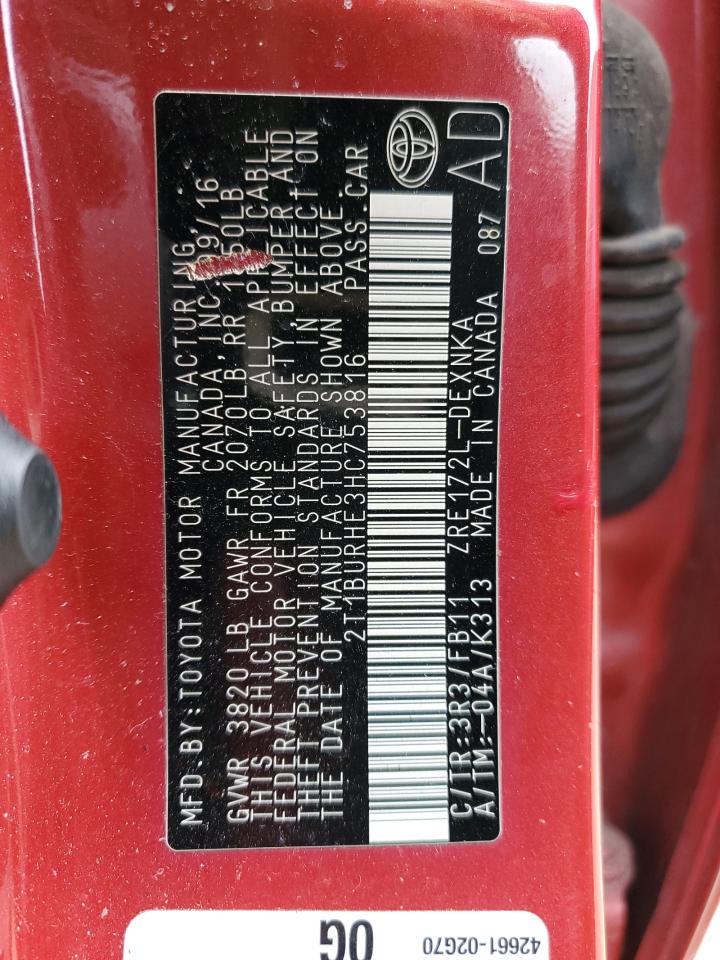 MFD.BY:TOYOTA MOTOR MANUFACTURING
CANADA, INC. 09/16
GVWR 3820 LB GAWR FR 2070LB, RR
THIS VEHICLE CONFORMS TO ALL APPLICABLE
FEDERAL MOTOR VEHICLE SAFETY, BUMPER AND
THEFT PREVENTION STANDARDS IN EFFECT ON
THE DATE OF MANUFACTURE SHOWN ABOVE
2T1BURHE3HC753816 PASS.CAR
C/TR:3R3/FB11 ZRE172L-DEXNKA
A/TM:-04A/K313 MADE IN CANADA 087 AD
0G
42661-02G70